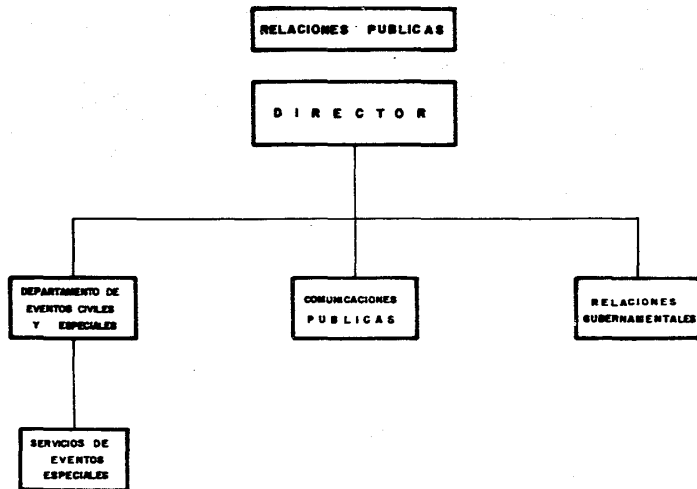 RELACIONES PUBLICAS
DIRECTOR
DEPARTAMENTO DE
EVENTOS CIVILES
Y ESPECIALES
COMUNICACIONES
PUBLICAS
RELACIONES
GUBERNAMENTALES
SERVICIOS DE
EVENTOS
ESPECIALES